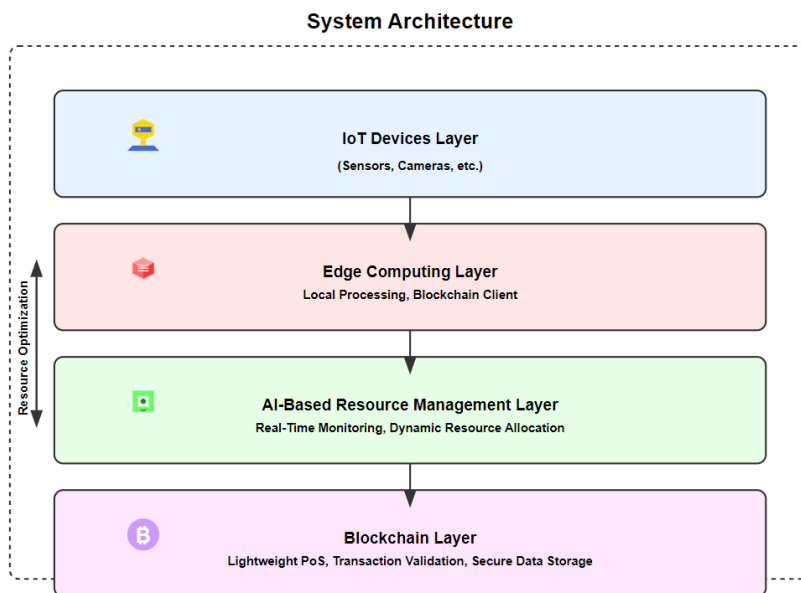 System Architecture
IoT Devices Layer
(Sensors, Cameras, etc.)
Edge Computing Layer
Local Processing, Blockchain Client
Resource Optimization
AI-Based Resource Management Layer
Real-Time Monitoring, Dynamic Resource Allocation
Blockchain Layer
Lightweight PoS, Transaction Validation, Secure Data Storage